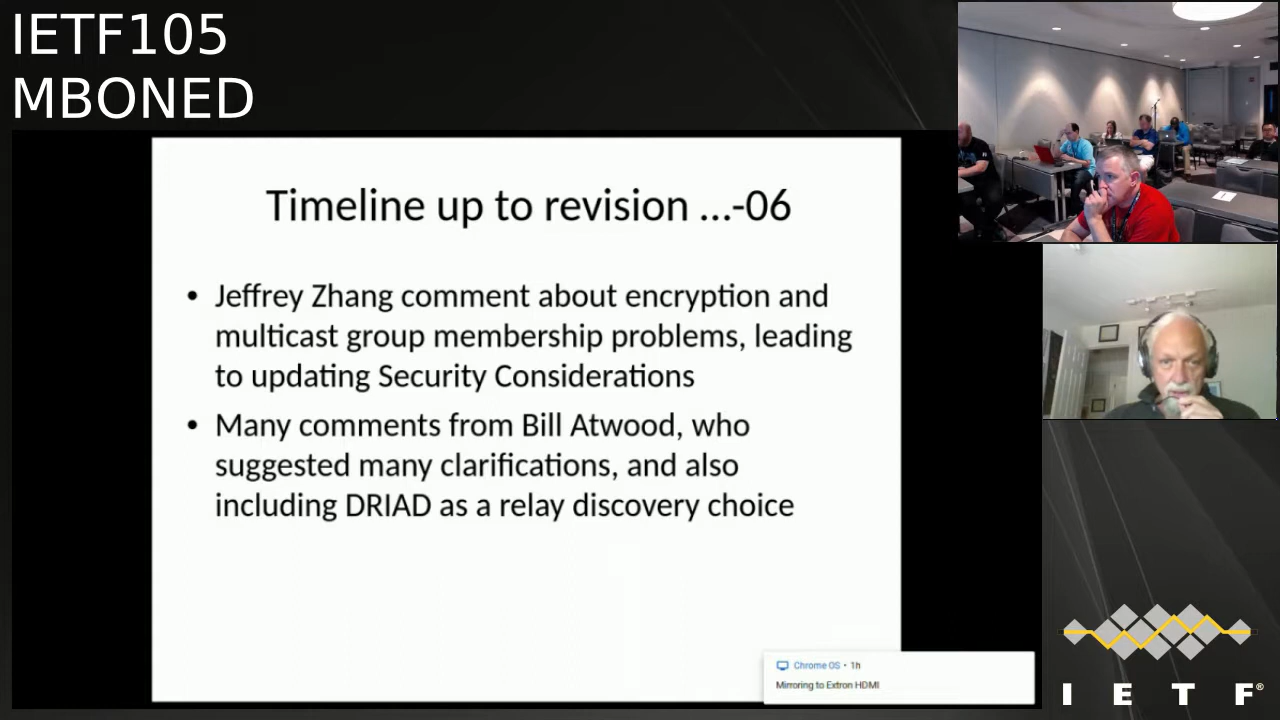 IETF105
MBONED
Timeline up to revision ...-06
• Jeffrey Zhang comment about encryption and
multicast group membership problems, leading
to updating Security Considerations
• Many comments from Bill Atwood, who
suggested many clarifications, and also
including DRIAD as a relay discovery choice
Chrome OS • 1h
Mirroring to Extron HDMI
I E T F®